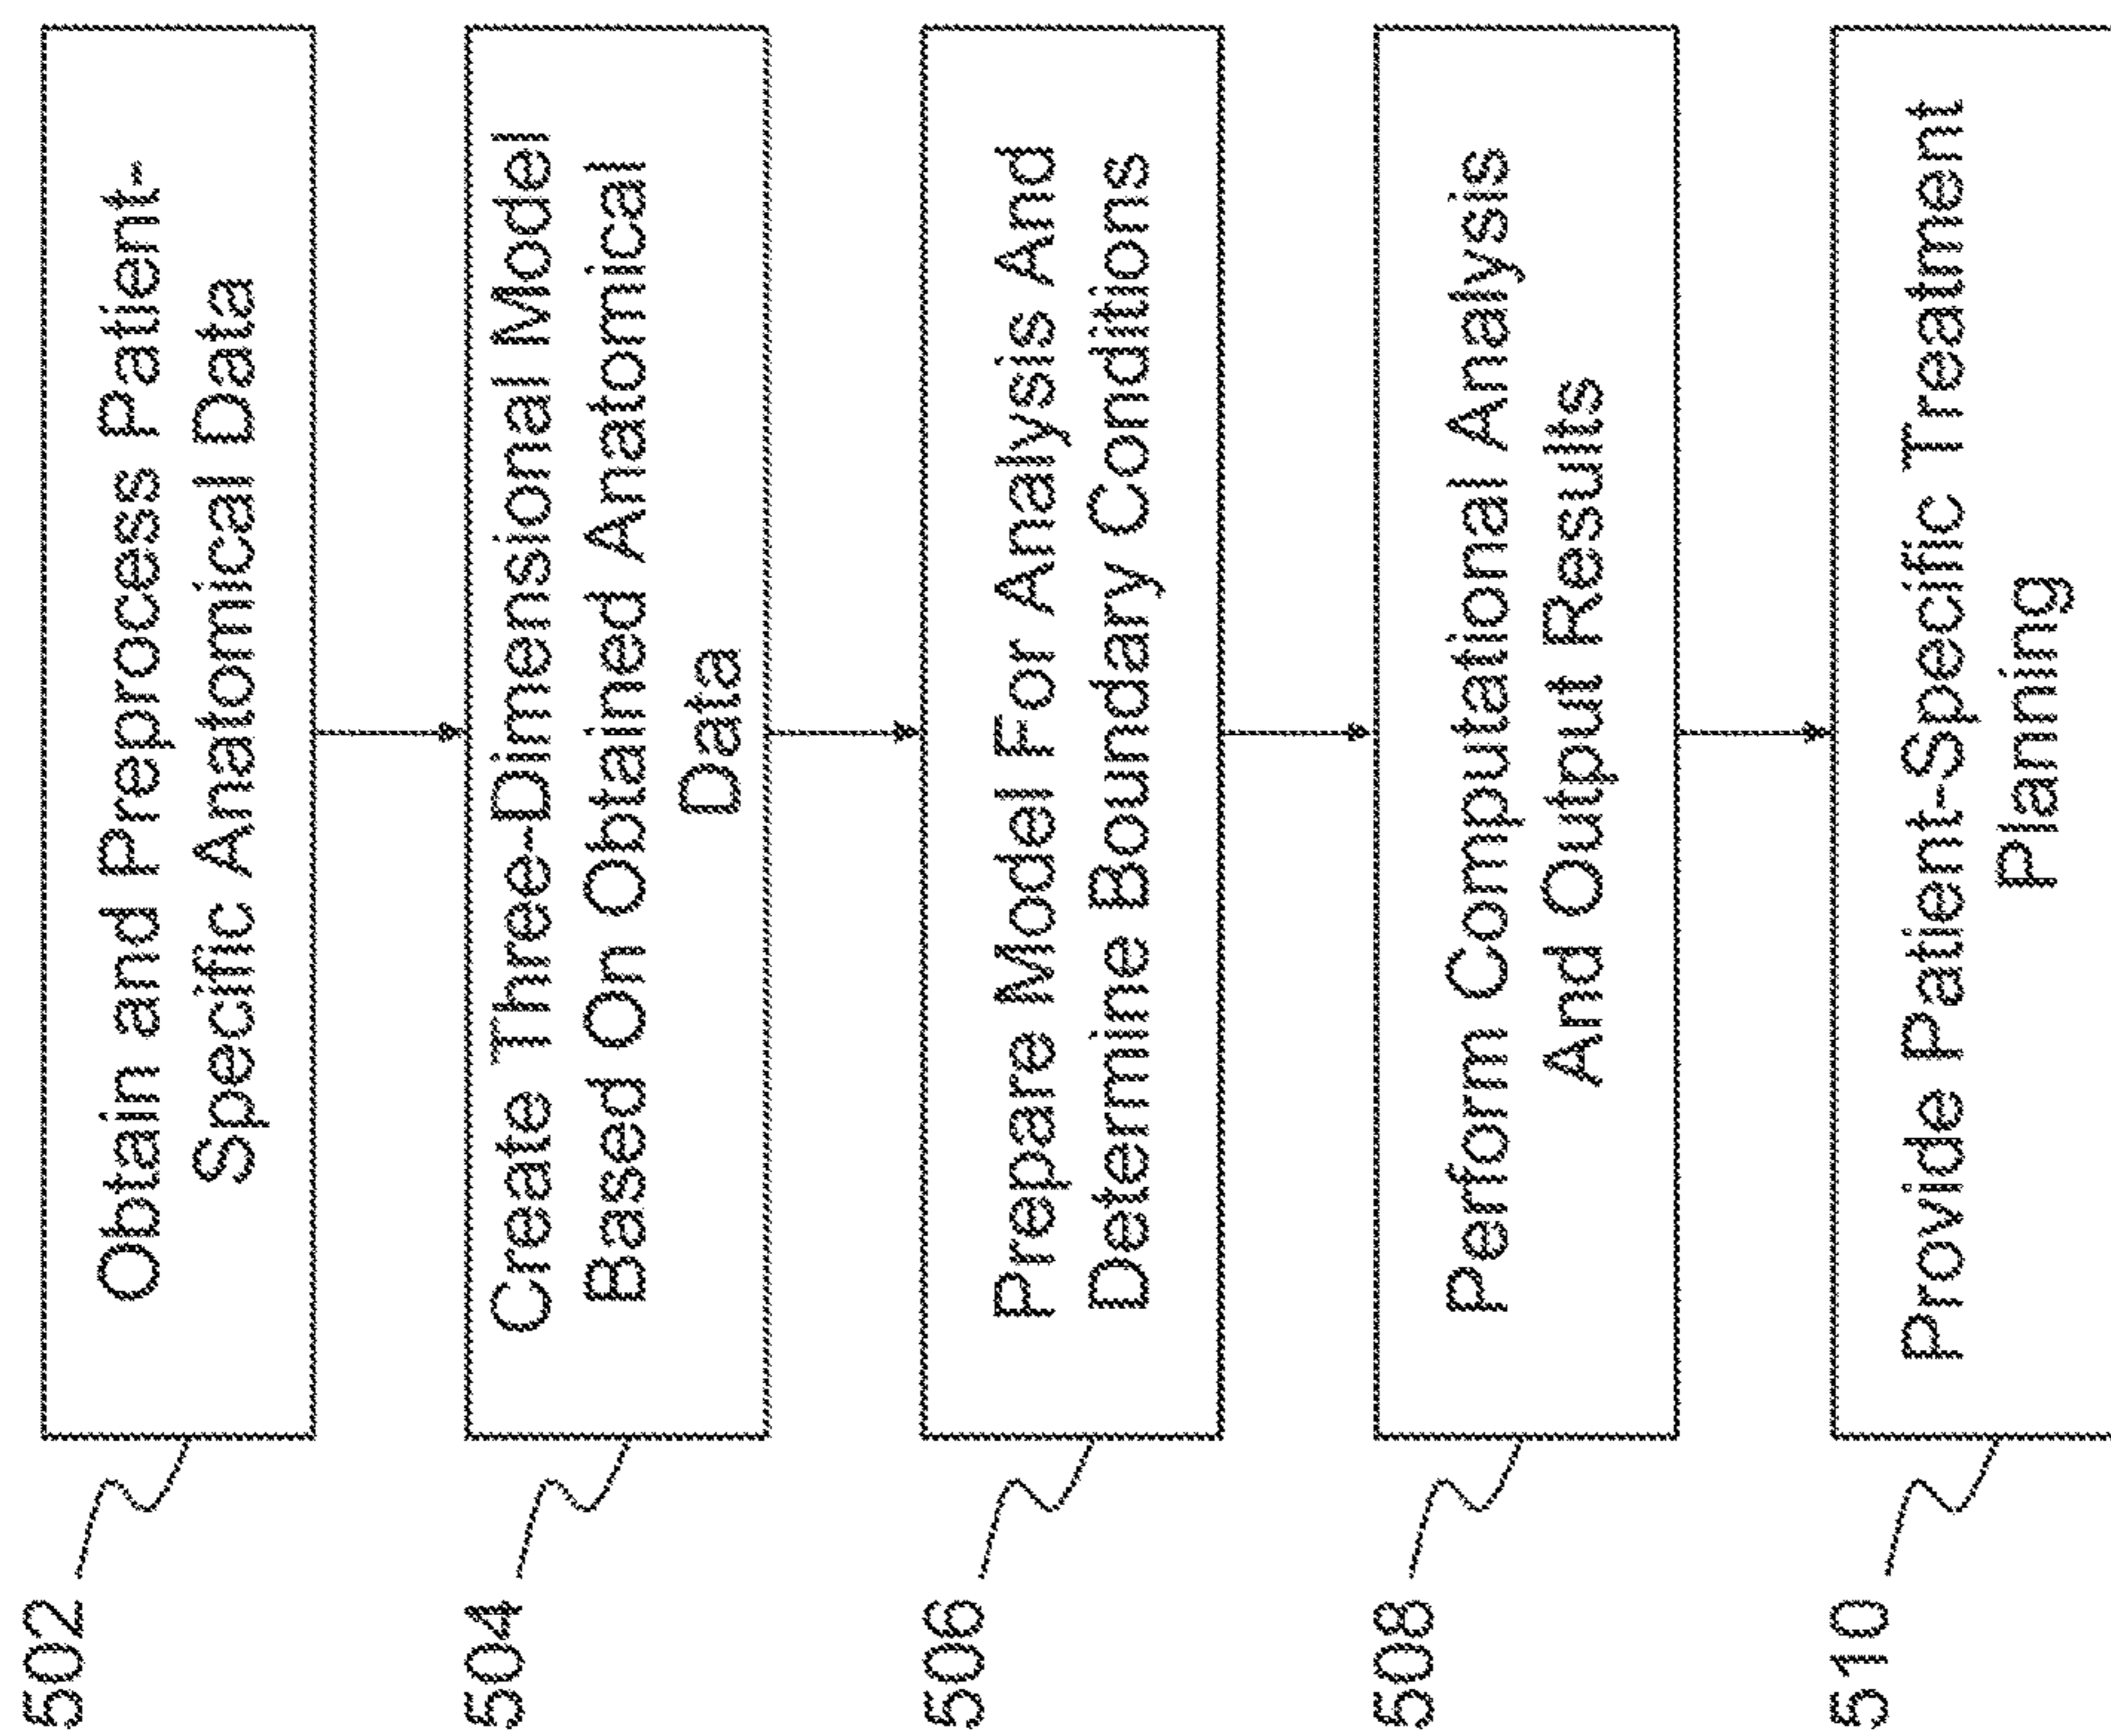 502
Obtain and Preprocess Patient-
Specific Anatomical Data
504
Create Three-Dimensional Model
Based On Obtained Anatomical
Data
506
Prepare Model For Analysis And
Determine Boundary Conditions
508
Perform Computational Analysis
And Output Results
510
Provide Patient-Specific Treatment
Planning